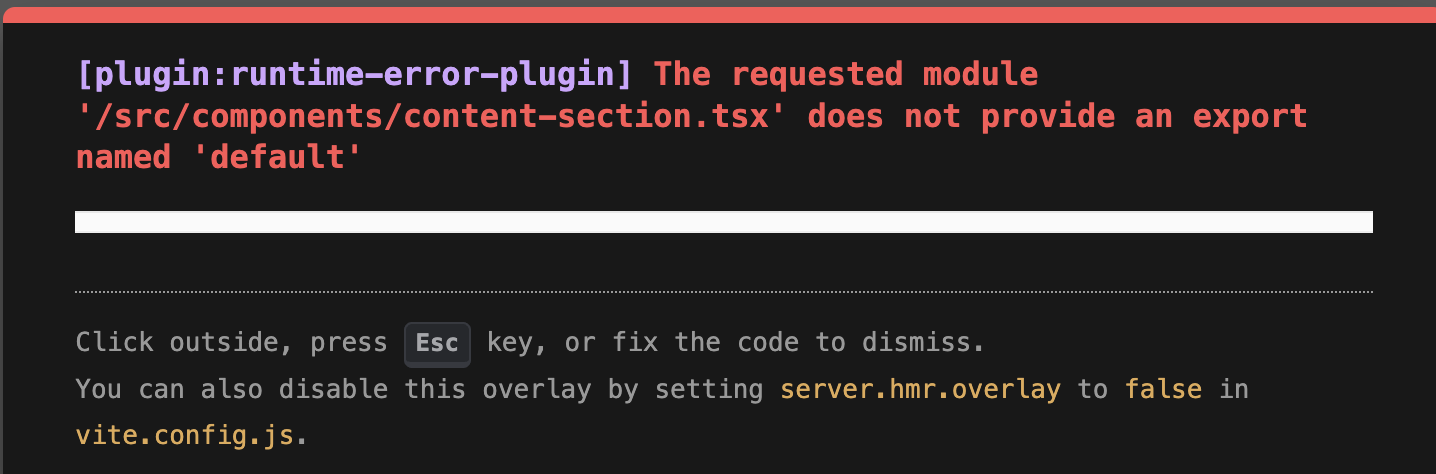 [plugin:runtime-error-plugin] The requested module
'/src/components/content-section.tsx' does not provide an export
named 'default'
Click outside, press Esc key, or fix the code to dismiss.
You can also disable this overlay by setting server.hmr.overlay to false in
vite.config.js.